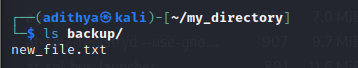 ┌──(adithya㉿kali)-[~/my_directory]
└─$ ls backup/
new_file.txt